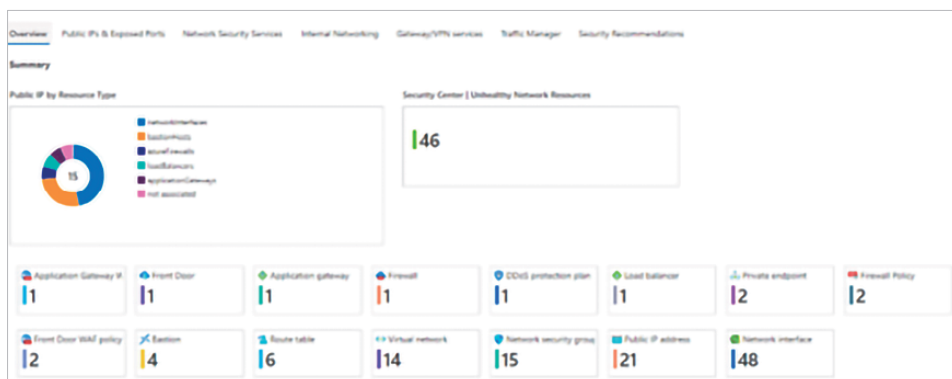 Overview Public IPs & Exposed Ports Network Security Services Internal Networking Gateway/VPN services Traffic Manager Security Recommendations
Summary
Public IP by Resource Type Security Center | Unhealthy Network Resources
networkInterfaces
bastionHosts
azureFirewalls
loadBalancers
applicationGateways
not associated
15
46
Application Gateway W Front Door Application gateway Firewall DDoS protection plan Load balancer Private endpoint Firewall Policy
1 1 1 1 1 1 2 2
Front Door WAF policy Bastion Route table Virtual network Network security group Public IP address Network interface
2 4 6 14 15 21 48